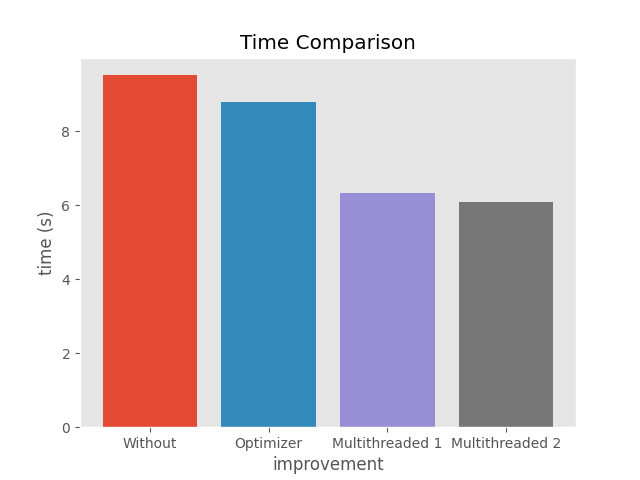 Time Comparison
8
6
4
2
0
time (s)
Without Optimizer Multithreaded 1 Multithreaded 2
improvement